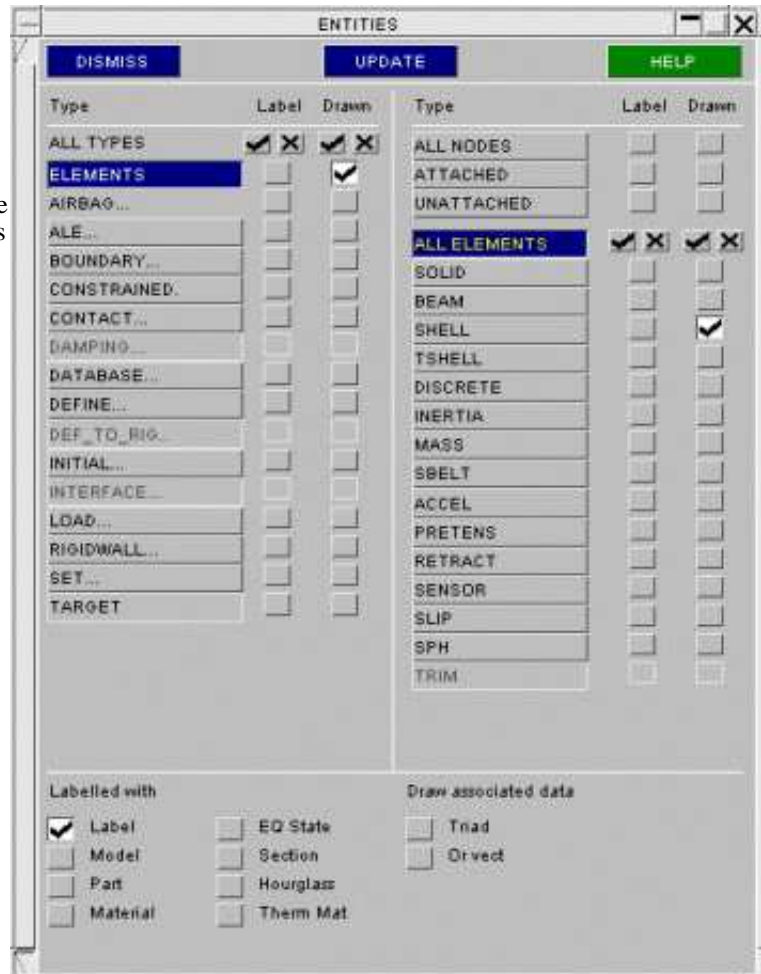 ENTITIES
DISMISS UPDATE HELP
Type Label Drawn
ALL TYPES
ELEMENTS
AIRBAG...
ALE...
BOUNDARY...
CONSTRAINED.
CONTACT...
DAMPING...
DATABASE...
DEFINE...
DEF_TO_RIG...
INITIAL...
INTERFACE...
LOAD...
RIGIDWALL...
SET...
TARGET
Type Label Drawn
ALL NODES
ATTACHED
UNATTACHED
ALL ELEMENTS
SOLID
BEAM
SHELL
TSHELL
DISCRETE
INERTIA
MASS
SBELT
ACCEL
PRETENS
RETRACT
SENSOR
SLIP
SPH
TRIM
Labelled with
Label EQ State
Model Section
Part Hourglass
Material Therm Mat
Draw associated data
Triad
Or vect